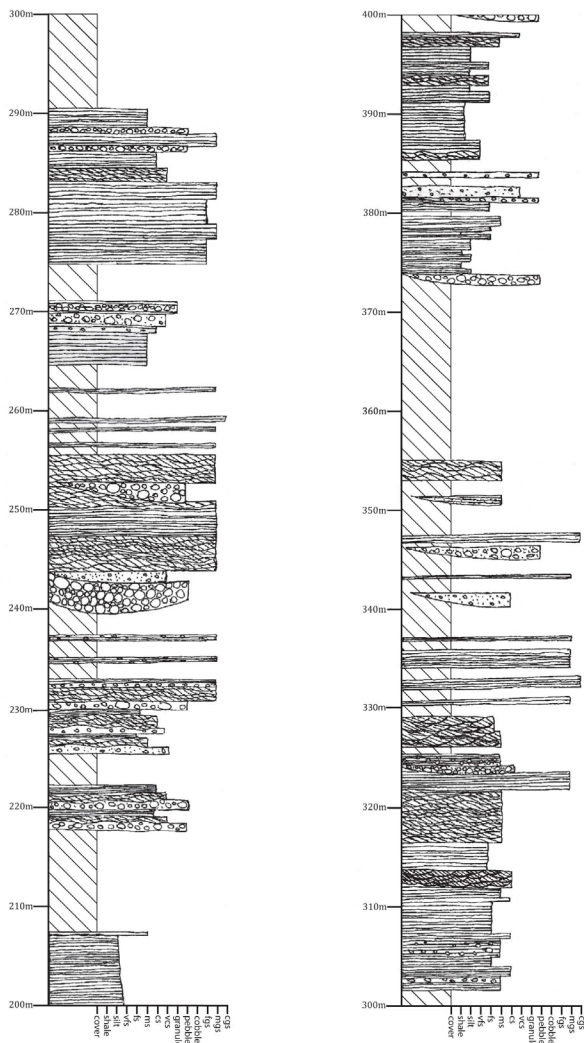 300m
290m
280m
270m
260m
250m
240m
230m
220m
210m
200m
cover
shale
silt
vfs
fs
ms
cs
vcs
granule
pebble
cobble
fgs
mgs
cgs
400m
390m
380m
370m
360m
350m
340m
330m
320m
310m
300m
cover
shale
silt
vfs
fs
ms
cs
vcs
granule
pebble
cobble
fgs
mgs
cgs